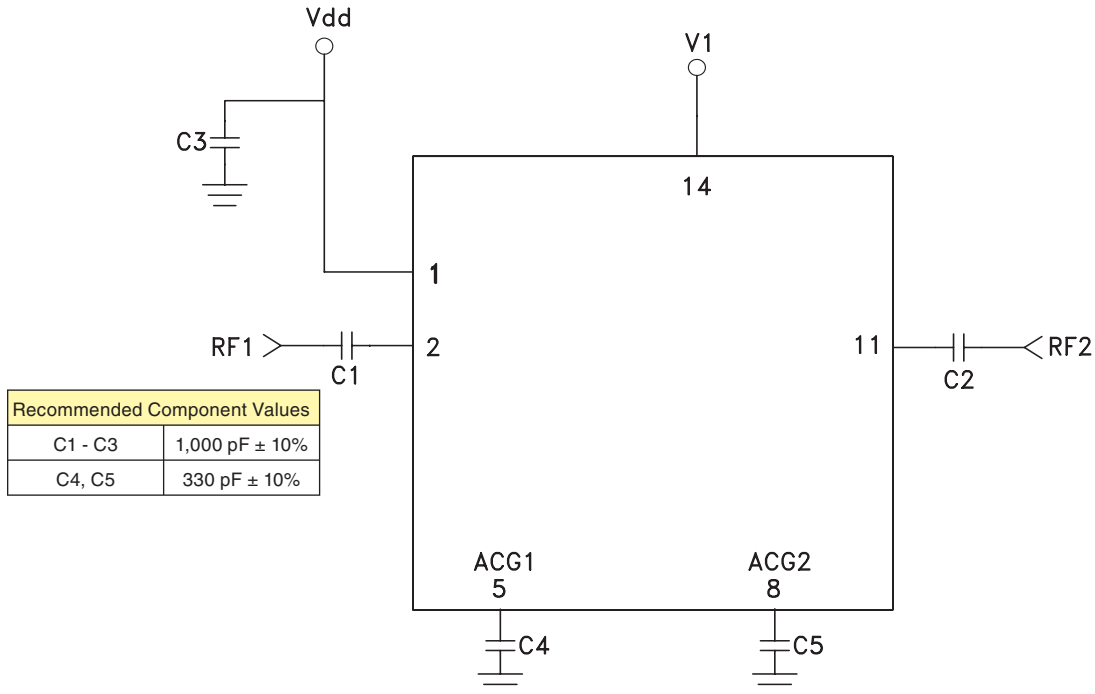 Vdd
V1
C3
14
1
RF1
2
11
RF2
C1
C2
Recommended Component Values
C1 - C3 1,000 pF ± 10%
C4, C5 330 pF ± 10%
ACG1
5
ACG2
8
C4
C5